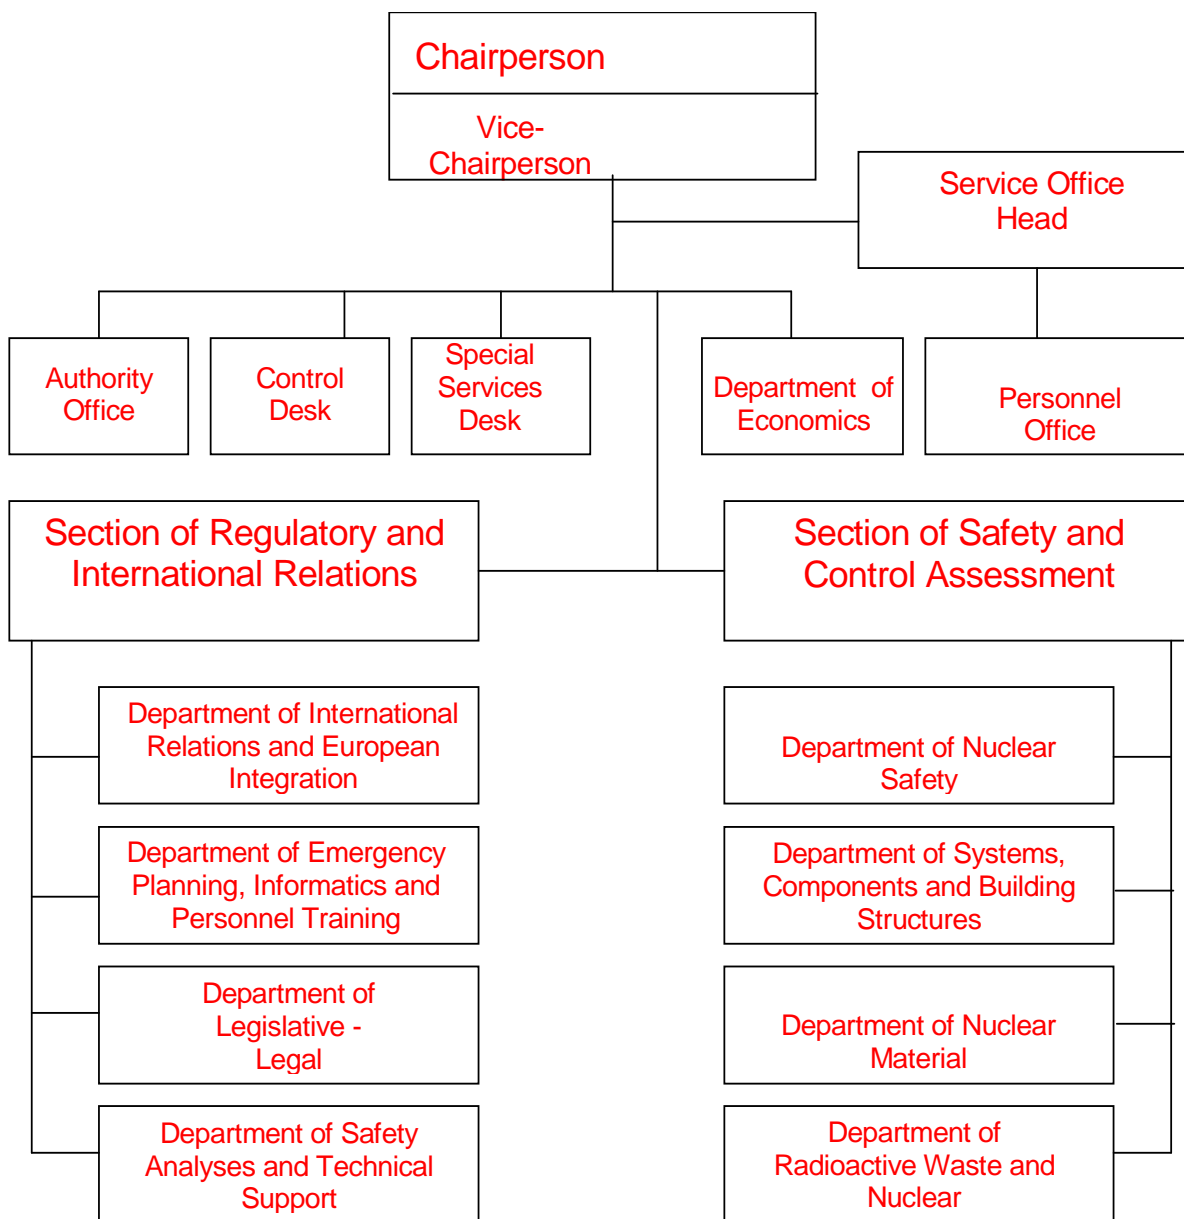 Chairperson
Vice-
Chairperson
Service Office
Head
Authority
Office
Control
Desk
Special
Services
Desk
Department of
Economics
Personnel
Office
Section of Regulatory and
International Relations
Section of Safety and
Control Assessment
Department of International
Relations and European
Integration
Department of Emergency
Planning, Informatics and
Personnel Training
Department of
Legislative -
Legal
Department of Safety
Analyses and Technical
Support
Department of Nuclear
Safety
Department of Systems,
Components and Building
Structures
Department of Nuclear
Material
Department of
Radioactive Waste and
Nuclear